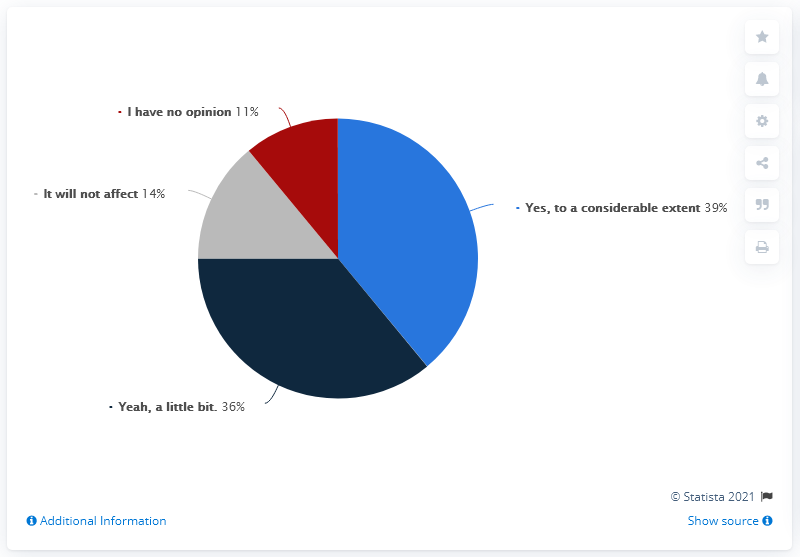 I have no opinion 11%
It will not affect 14%
Yes, to a considerable extent 39%
Yeah, a little bit. 36%
© Statista 2021
Additional Information
Show source